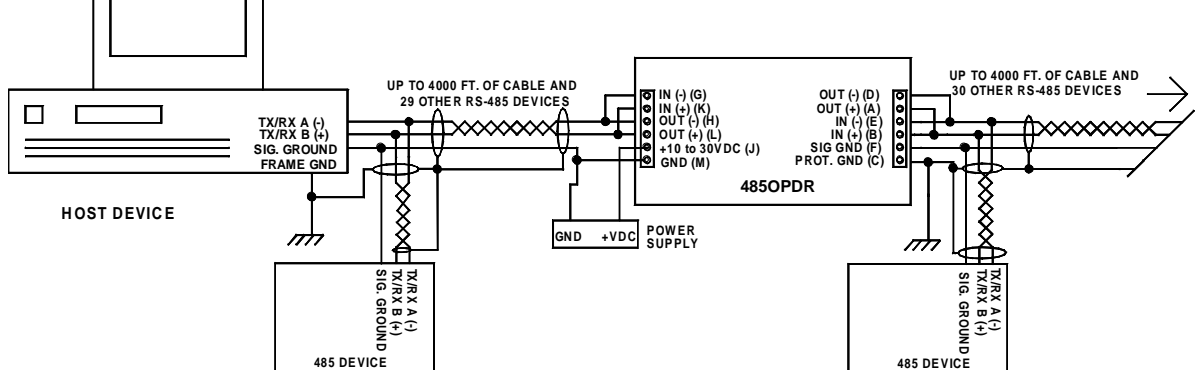 UP TO 4000 FT. OF CABLE AND
29 OTHER RS-485 DEVICES
UP TO 4000 FT. OF CABLE AND
30 OTHER RS-485 DEVICES
TX/RX A (-)
TX/RX B (+)
SIG. GROUND
FRAME GND
HOST DEVICE
IN (-) (G)
IN (+) (K)
OUT (-) (H)
OUT (+) (L)
+10 to 30VDC (J)
GND (M)
OUT (-) (D)
OUT (+) (A)
IN (-) (E)
IN (+) (B)
SIG GND (F)
PROT. GND (C)
485OPDR
GND +VDC
POWER
SUPPLY
SIG. GROUND
TX/RX B (+)
TX/RX A (-)
485 DEVICE
SIG. GROUND
TX/RX B (+)
TX/RX A (-)
485 DEVICE